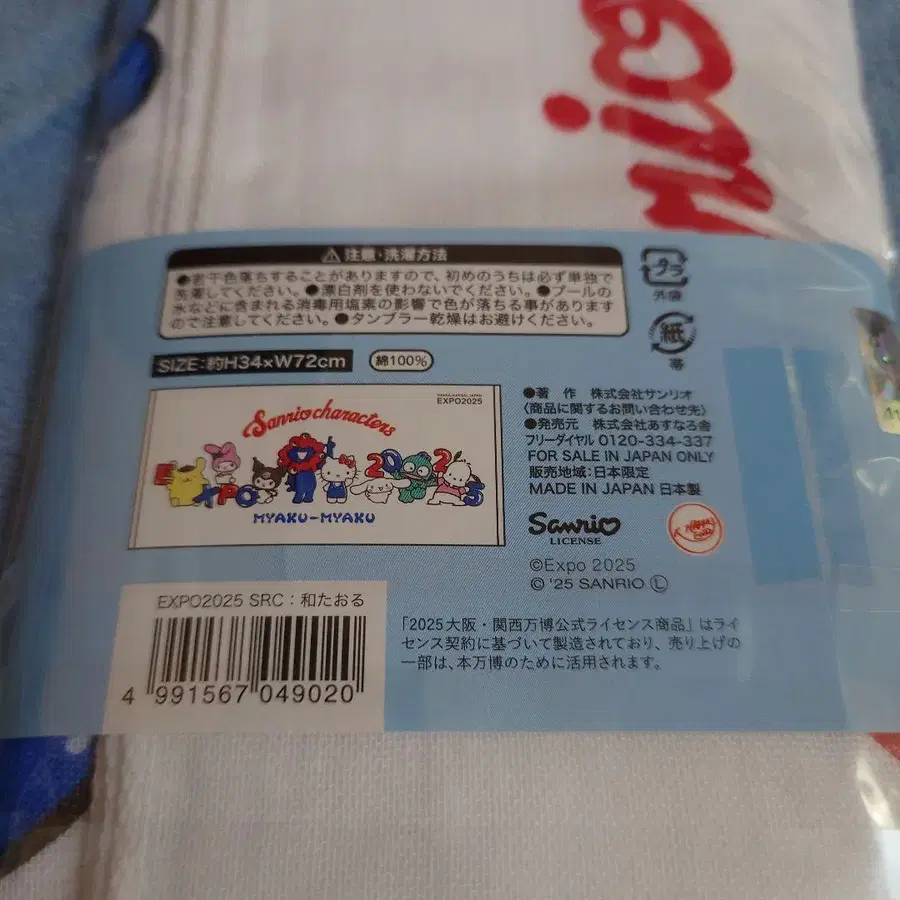 nio
⚠注意・洗濯方法
●若干色落ちすることがありますので、初めのうちは必ず単独で
洗濯してください。●漂白剤を使わないでください。●プールの
水などに含まれる消毒用塩素の影響で色が落ちる事があります
ので注意してください。●タンブラー乾燥はお避けください。
プラ
外袋
紙
帯
SIZE:約H34×W72cm
綿100%
EXPO2025
Sanrio characters
EXPO 2025
MYAKU-MYAKU
●著 作 株式会社サンリオ
〈商品に関するお問い合わせ先〉
●発売元 株式会社あすなろ舎
フリーダイヤル 0120-334-337
FOR SALE IN JAPAN ONLY
販売地域:日本限定
MADE IN JAPAN 日本製
Sanrio
LICENSE
©Expo 2025
© '25 SANRIO Ⓛ
EXPO2025 SRC:和たおる
4 991567 049020
「2025大阪・関西万博公式ライセンス商品」はライ
センス契約に基づいて製造されており、売り上げの
一部は、本万博のために活用されます。